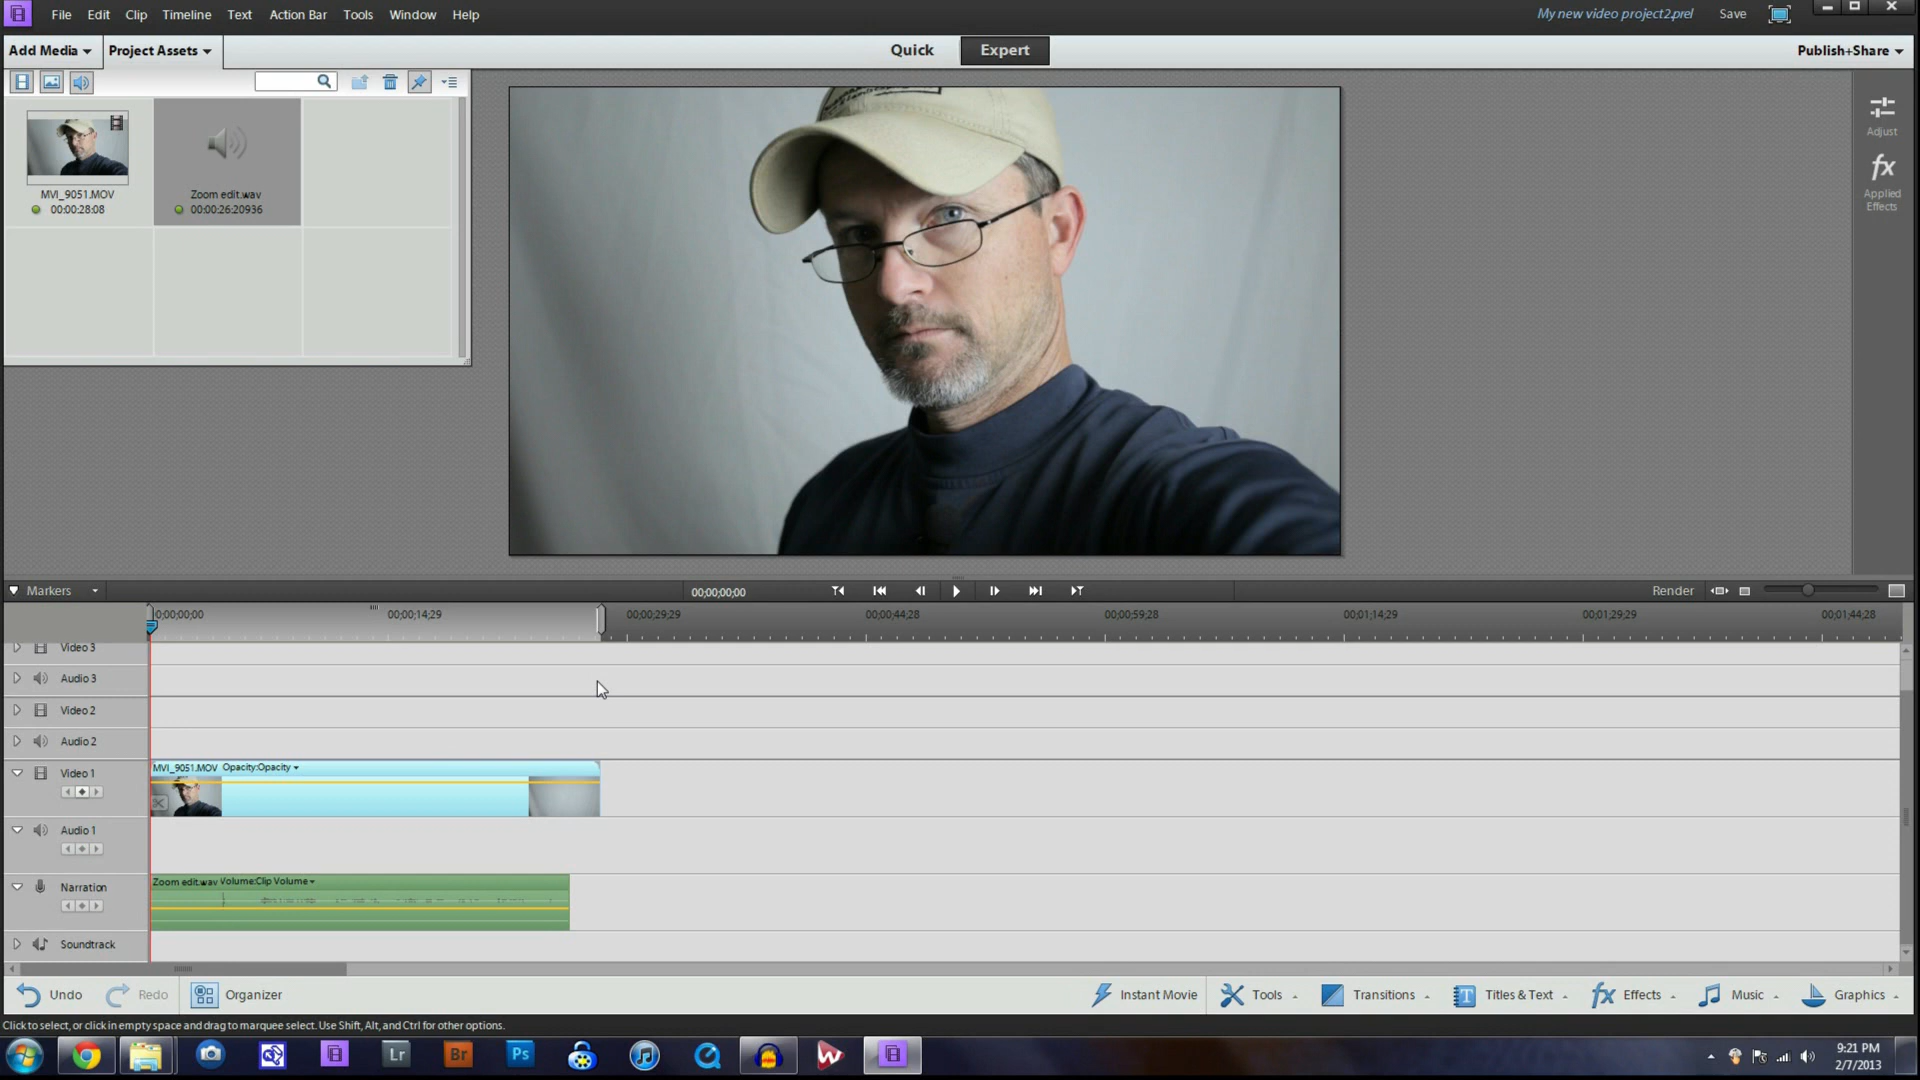 File Edit Clip Timeline Text Action Bar Tools Window Help
My new video project2.prel Save
Add Media Project Assets
Quick Expert
Publish+Share
MVI_9051.MOV
00:00:28:08
Zoom edit.wav
00:00:26:20936
Adjust
fx
Applied
Effects
Markers
00;00;00;00
Render
0;00;00;00 00;00;14;29 00;00;29;29 00;00;44;28 00;00;59;28 00;01;14;29 00;01;29;29 00;01;44;28
Video 3
Audio 3
Video 2
Audio 2
Video 1
MVI_9051.MOV Opacity:Opacity
Audio 1
Narration
Zoom edit.wav Volume:Clip Volume
Soundtrack
Undo Redo Organizer
Instant Movie Tools Transitions T Titles & Text fx Effects Music Graphics
Click to select, or click in empty space and drag to marquee select. Use Shift, Alt, and Ctrl for other options.
Lr Br Ps
9:21 PM
2/7/2013